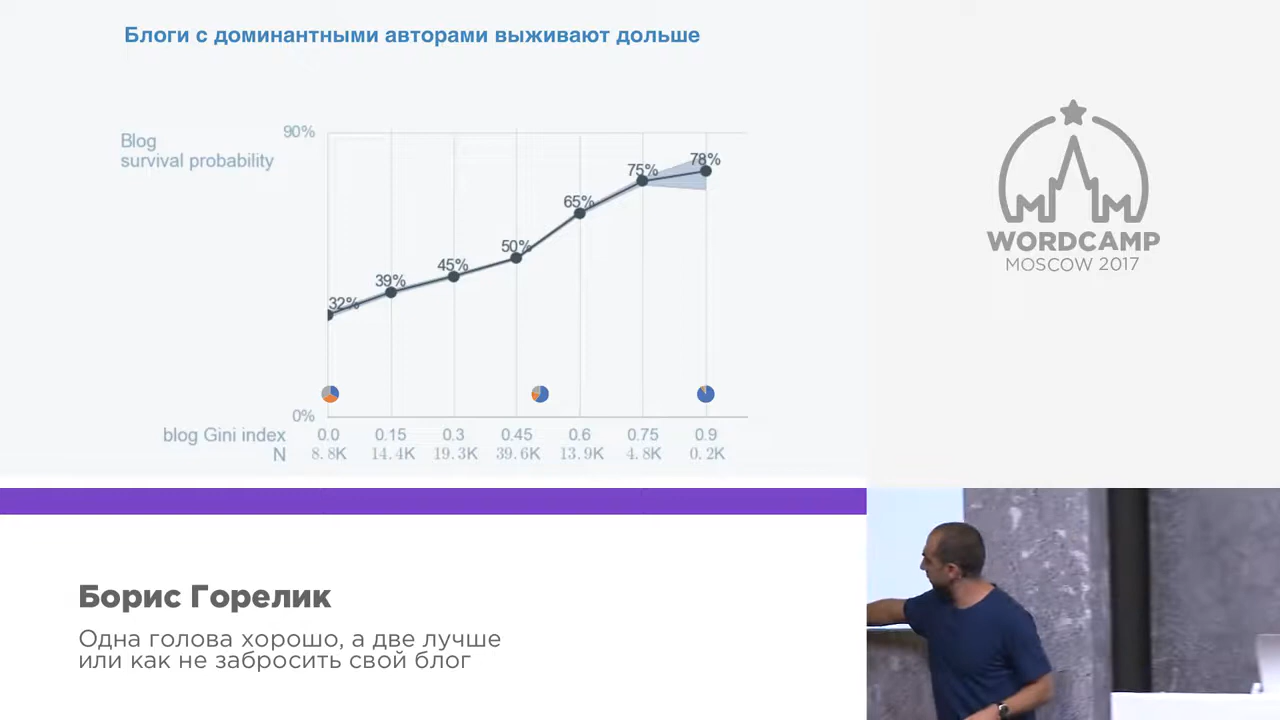 Блоги с доминантными авторами выживают дольше
Blog
survival probability
90%
32%
39%
45%
50%
65%
75%
78%
0%
blog Gini index 0.0 0.15 0.3 0.45 0.6 0.75 0.9
N 8.8K 14.4K 19.3K 39.6K 13.9K 4.8K 0.2K
WORDCAMP
MOSCOW 2017
Борис Горелик
Одна голова хорошо, а две лучше
или как не забросить свой блог